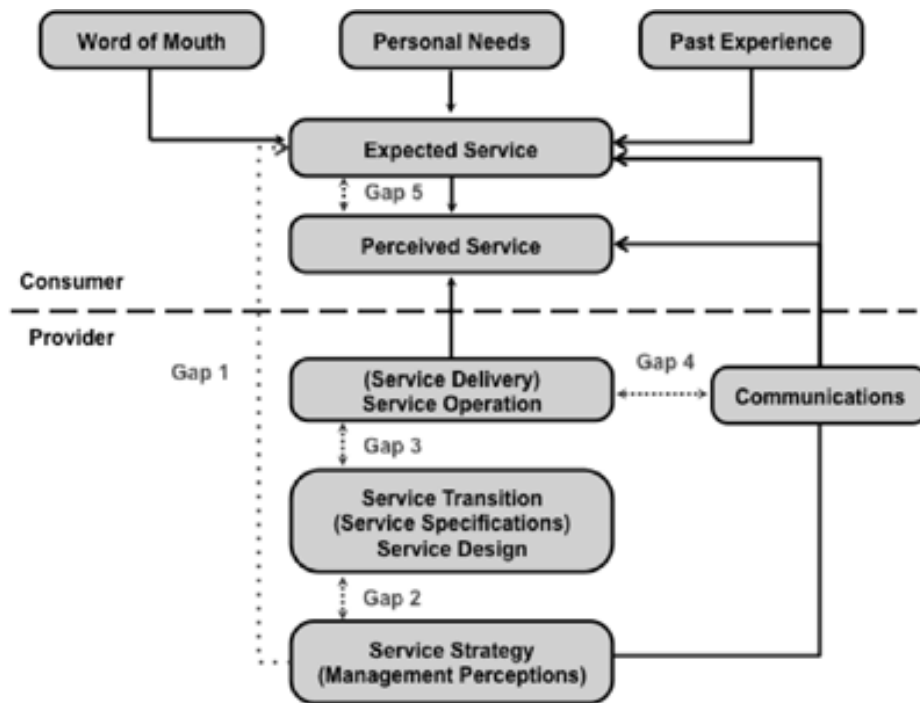 Word of Mouth
Personal Needs
Past Experience
Expected Service
Gap 5
Perceived Service
Consumer
Provider
Gap 1
(Service Delivery)
Service Operation
Gap 4
Communications
Gap 3
Service Transition
(Service Specifications)
Service Design
Gap 2
Service Strategy
(Management Perceptions)